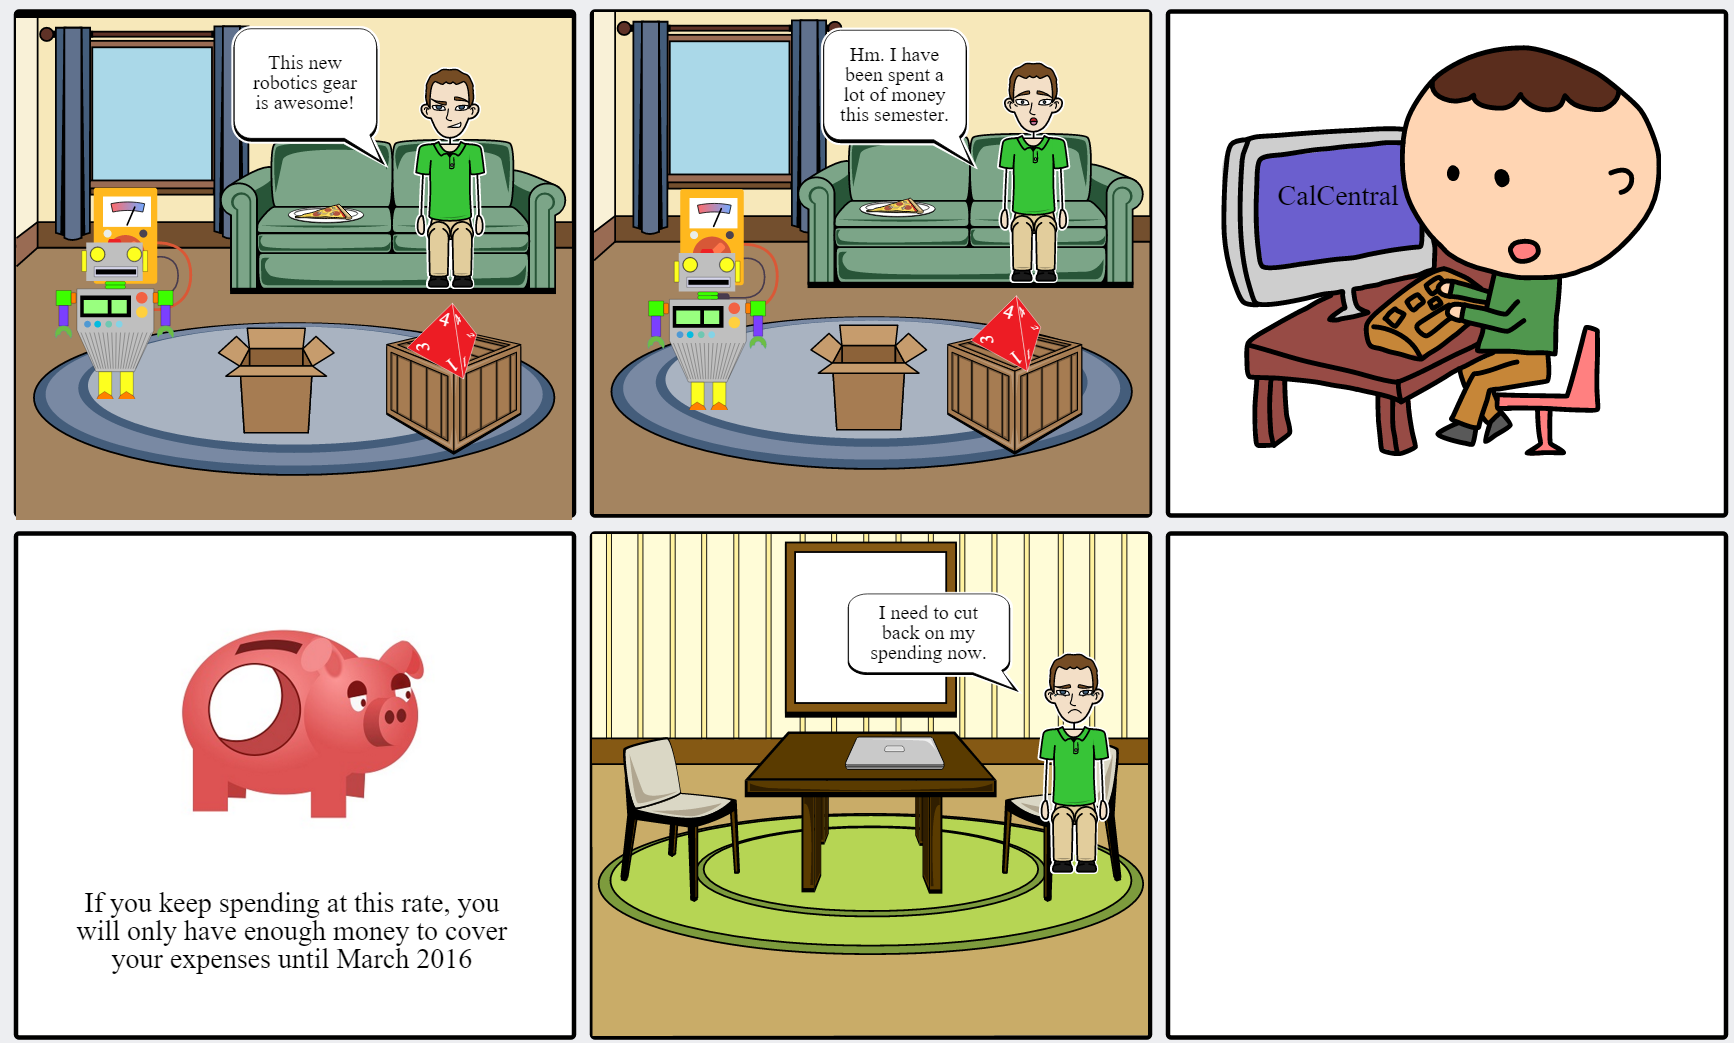 This new
robotics gear
is awesome!
4
3
1
Hm. I have
been spent a
lot of money
this semester.
4
3
1
CalCentral
If you keep spending at this rate, you
will only have enough money to cover
your expenses until March 2016
I need to cut
back on my
spending now.